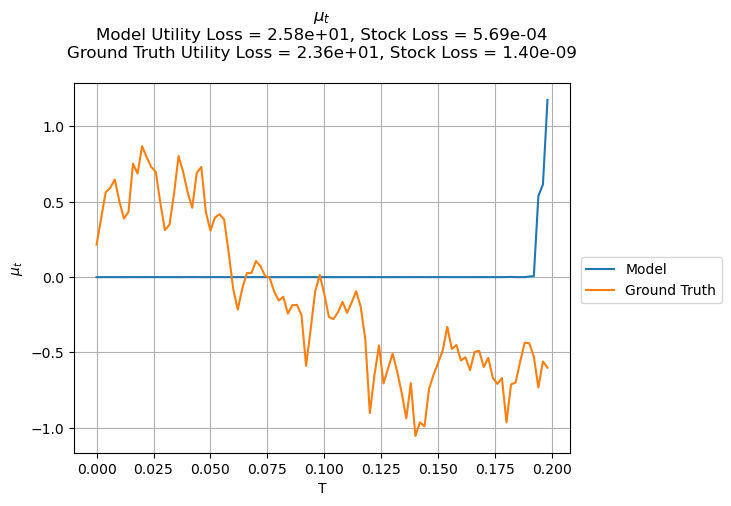 μt
Model Utility Loss = 2.58e+01, Stock Loss = 5.69e-04
Ground Truth Utility Loss = 2.36e+01, Stock Loss = 1.40e-09
1.0
0.5
0.0
−0.5
−1.0
μt
0.000 0.025 0.050 0.075 0.100 0.125 0.150 0.175 0.200
T
Model
Ground Truth